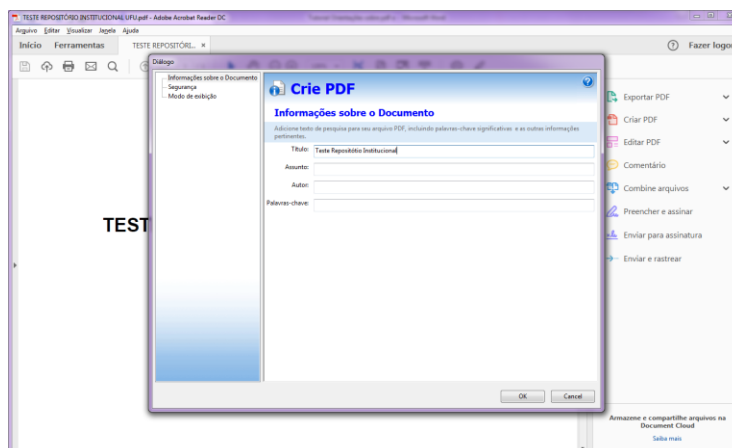 TESTE REPOSITÓRIO INSTITUCIONAL UFU.pdf - Adobe Acrobat Reader DC
Arquivo Editar Visualizar Janela Ajuda
Início Ferramentas TESTE REPOSITÓRI... × Fazer logon
Diálogo
Informações sobre o Documento
Segurança
Modo de exibição
Crie PDF
Informações sobre o Documento
Adicione texto de pesquisa para seu arquivo PDF, incluindo palavras-chave significativas e as outras informações
pertinentes.
Título: Teste Repositótio Institucional
Assunto:
Autor:
Palavras-chave:
OK Cancel
TEST
Exportar PDF
Criar PDF
Editar PDF
Comentário
Combine arquivos
Preencher e assinar
Enviar para assinatura
Enviar e rastrear
Armazene e compartilhe arquivos na
Document Cloud
Saiba mais